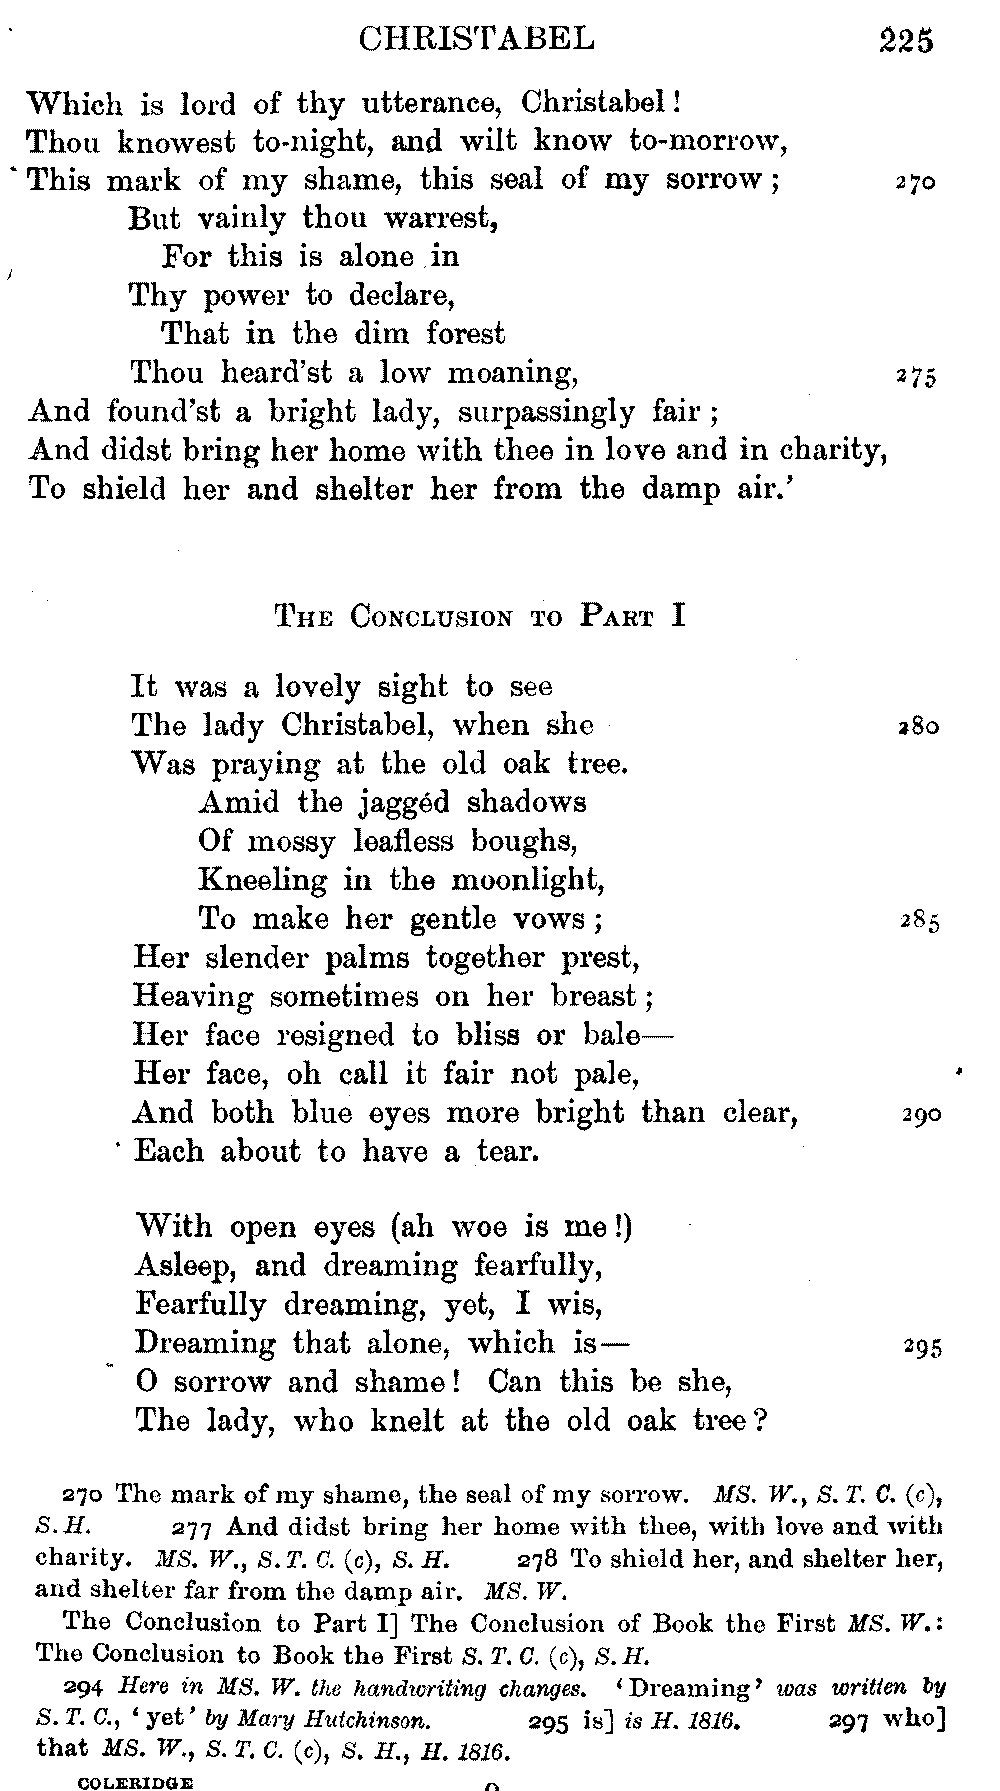 CHRISTABEL 225
Which is lord of thy utterance, Christabel!
Thou knowest to-night, and wilt know to-morrow,
This mark of my shame, this seal of my sorrow; 270
But vainly thou warrest,
For this is alone in
Thy power to declare,
That in the dim forest
Thou heard'st a low moaning, 275
And found'st a bright lady, surpassingly fair;
And didst bring her home with thee in love and in charity,
To shield her and shelter her from the damp air.'
THE CONCLUSION TO PART I
It was a lovely sight to see
The lady Christabel, when she 280
Was praying at the old oak tree.
Amid the jaggéd shadows
Of mossy leafless boughs,
Kneeling in the moonlight,
To make her gentle vows; 285
Her slender palms together prest,
Heaving sometimes on her breast;
Her face resigned to bliss or bale—
Her face, oh call it fair not pale,
And both blue eyes more bright than clear, 290
Each about to have a tear.
With open eyes (ah woe is me!)
Asleep, and dreaming fearfully,
Fearfully dreaming, yet, I wis,
Dreaming that alone, which is— 295
O sorrow and shame! Can this be she,
The lady, who knelt at the old oak tree?
270 The mark of my shame, the seal of my sorrow. MS. W., S. T. C. (c),
S. H. 277 And didst bring her home with thee, with love and with
charity. MS. W., S. T. C. (c), S. H. 278 To shield her, and shelter her,
and shelter far from the damp air. MS. W.
The Conclusion to Part I] The Conclusion of Book the First MS. W.:
The Conclusion to Book the First S. T. C. (c), S. H.
294 Here in MS. W. the handwriting changes. 'Dreaming' was written by
S. T. C., 'yet' by Mary Hutchinson. 295 is] is H. 1816. 297 who]
that MS. W., S. T. C. (c), S. H., H. 1816.
COLERIDGE